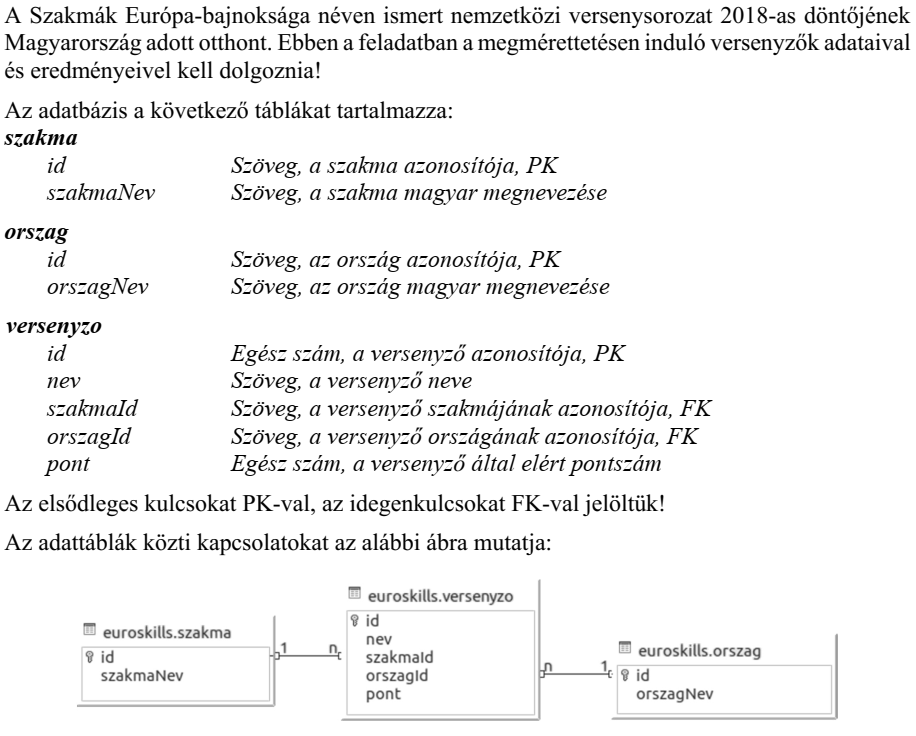 A Szakmák Európa-bajnoksága néven ismert nemzetközi versenysorozat 2018-as döntőjének
Magyarország adott otthont. Ebben a feladatban a megmérettetésen induló versenyzők adataival
és eredményeivel kell dolgoznia!
Az adatbázis a következő táblákat tartalmazza:
szakma
id Szöveg, a szakma azonosítója, PK
szakmaNev Szöveg, a szakma magyar megnevezése
orszag
id Szöveg, az ország azonosítója, PK
orszagNev Szöveg, az ország magyar megnevezése
versenyzo
id Egész szám, a versenyző azonosítója, PK
nev Szöveg, a versenyző neve
szakmaId Szöveg, a versenyző szakmájának azonosítója, FK
orszagId Szöveg, a versenyző országának azonosítója, FK
pont Egész szám, a versenyző által elért pontszám
Az elsődleges kulcsokat PK-val, az idegenkulcsokat FK-val jelöltük!
Az adattáblák közti kapcsolatokat az alábbi ábra mutatja:
euroskills.szakma
id
szakmaNev
1 n
euroskills.versenyzo
id
nev
szakmaId
orszagId
pont
n 1
euroskills.orszag
id
orszagNev